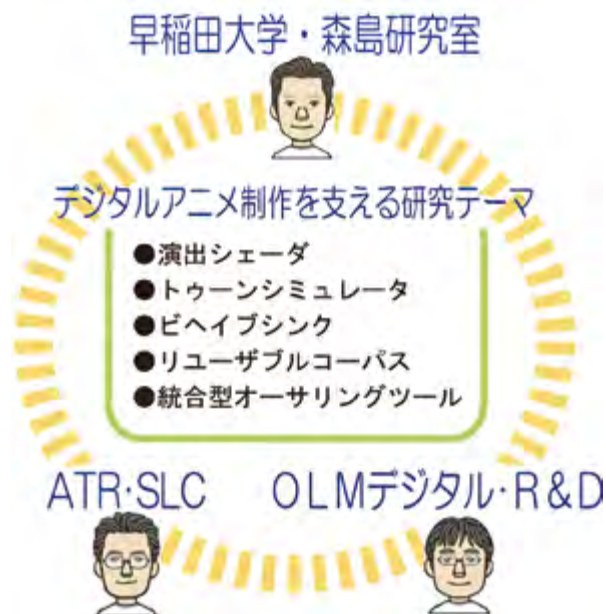 早稲田大学・森島研究室
デジタルアニメ制作を支える研究テーマ
●演出シェーダ
●トゥーンシミュレータ
●ビヘイブシンク
●リユーザブルコーパス
●統合型オーサリングツール
ATR・SLC
OLMデジタル・R&D